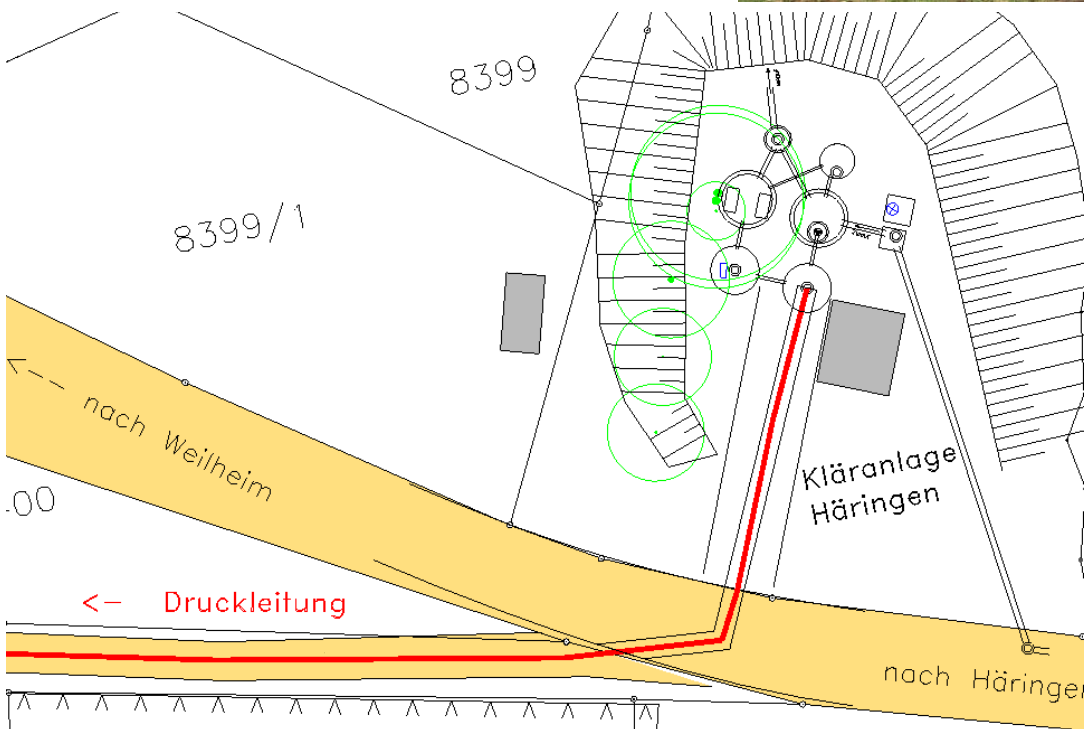 8399
8399/1
<-- nach Weilheim
.00
Kläranlage
Häringen
<- Druckleitung
nach Häringen